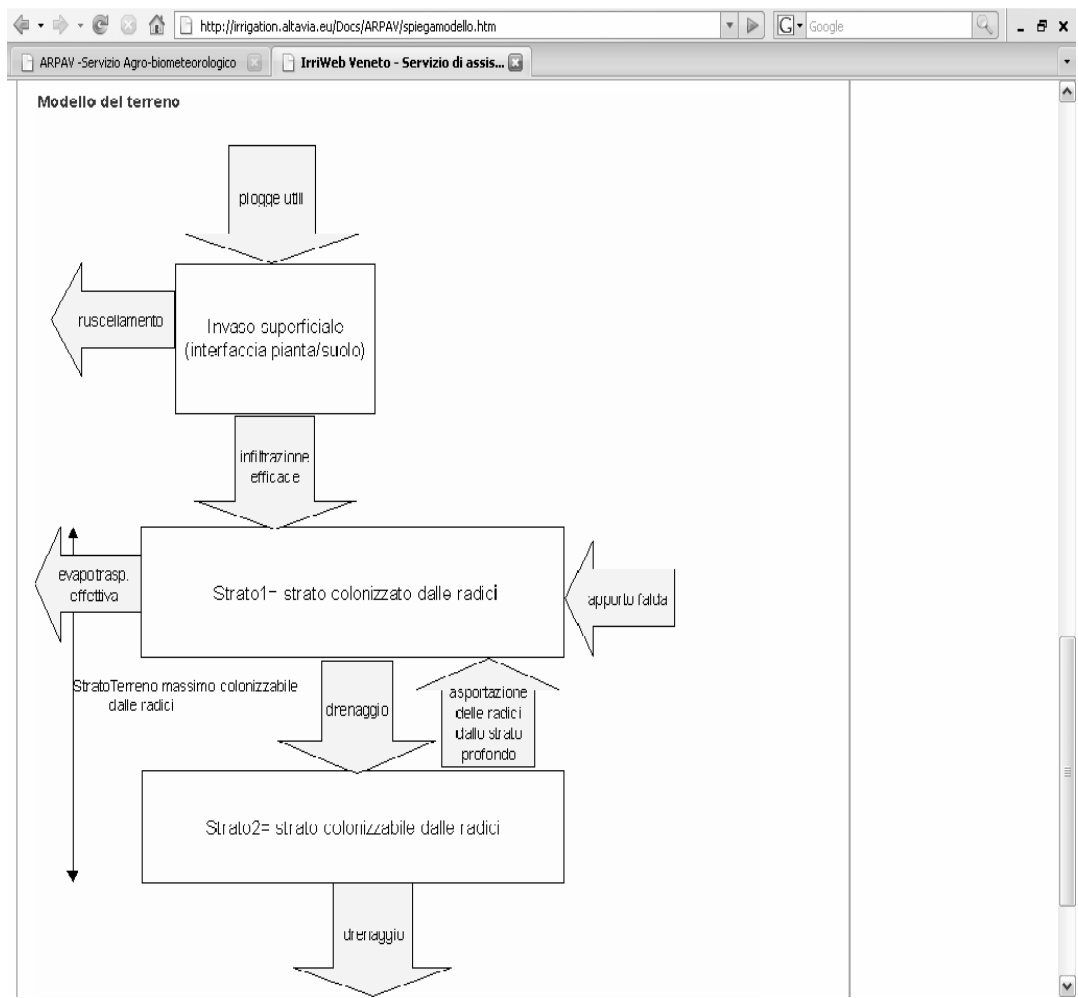 http://irrigation.altavia.eu/Docs/ARPAV/spiegamodello.htm
G
Google
ARPAV -Servizio Agro-biometeorologico
IrriWeb Veneto - Servizio di assis...
Modello del terreno
piogge utili
ruscellamento
Invaso superficiale
(interfaccia pianta/suolo)
infiltrazione
efficace
evapotrasp.
effettiva
Strato1= strato colonizzato dalle radici
apporto falda
StratoTerreno massimo colonizzabile
dalle radici
drenaggio
asportazione
delle radici
dallo strato
profondo
Strato2= strato colonizzabile dalle radici
drenaggio